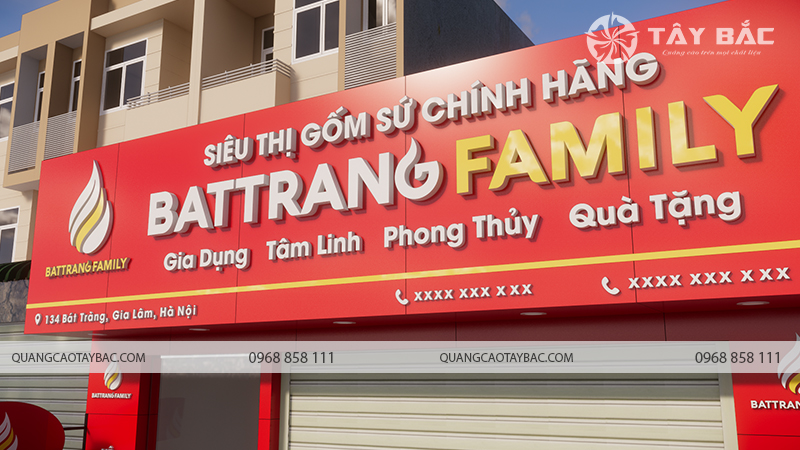 TÂY BẮC
Quảng cáo trên mọi chất liệu
SIÊU THỊ GỐM SỨ CHÍNH HÃNG
BATTRANG FAMILY
Gia Dụng Tâm Linh Phong Thủy Quà Tặng
BATTRANG FAMILY
XXXX XXX XXX XXXX XXX XXX
134 Bát Tràng, Gia Lâm, Hà Nội
QUANGCAOTAYBAC.COM 0968 858 111 QUANGCAOTAYBAC.COM 0968 858 111
BATTRANG FAMILY